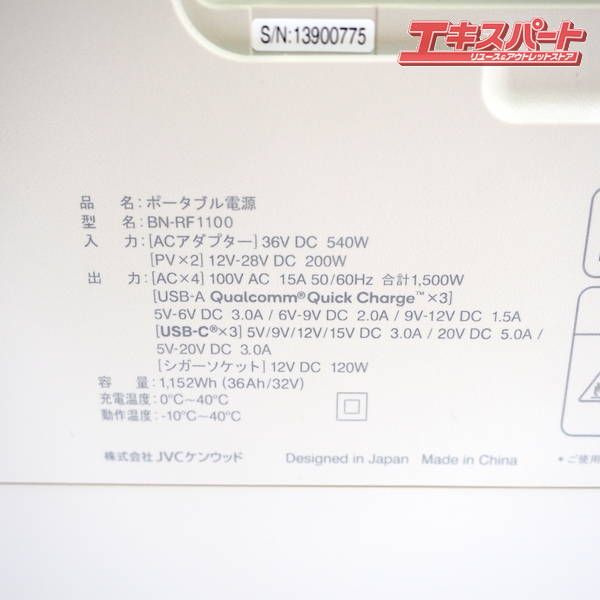 S/N:13900775
エキスパート
リユース&アウトレットストア
品 名:ポータブル電源
型 名:BN-RF1100
入 力:[ACアダプター] 36V DC 540W
[PV×2] 12V-28V DC 200W
出 力:[AC×4] 100V AC 15A 50/60Hz 合計1,500W
[USB-A Qualcomm® Quick Charge™×3]
5V-6V DC 3.0A / 6V-9V DC 2.0A / 9V-12V DC 1.5A
[USB-C®×3] 5V/9V/12V/15V DC 3.0A / 20V DC 5.0A /
5V-20V DC 3.0A
[シガーソケット] 12V DC 120W
容 量:1,152Wh (36Ah/32V)
充電温度:0°C～40°C
動作温度:-10°C～40°C
株式会社 JVCケンウッド Designed in Japan Made in China
*ご使用